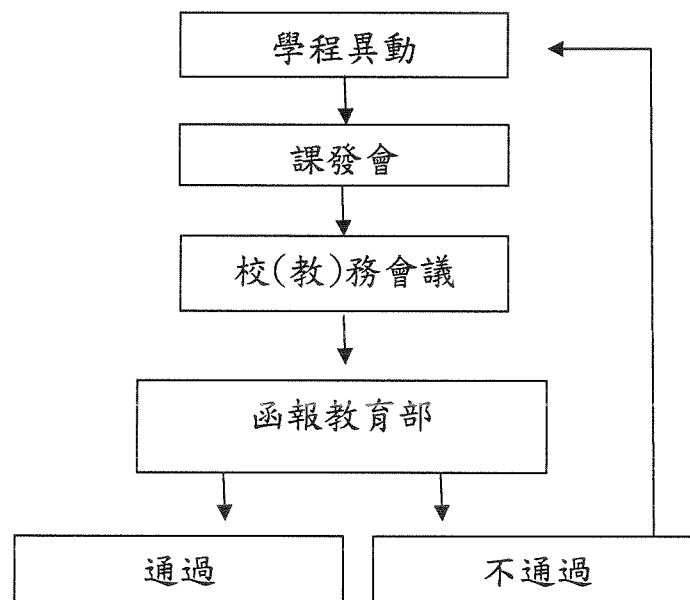 學程異動
課發會
校(教)務會議
函報教育部
通過
不通過